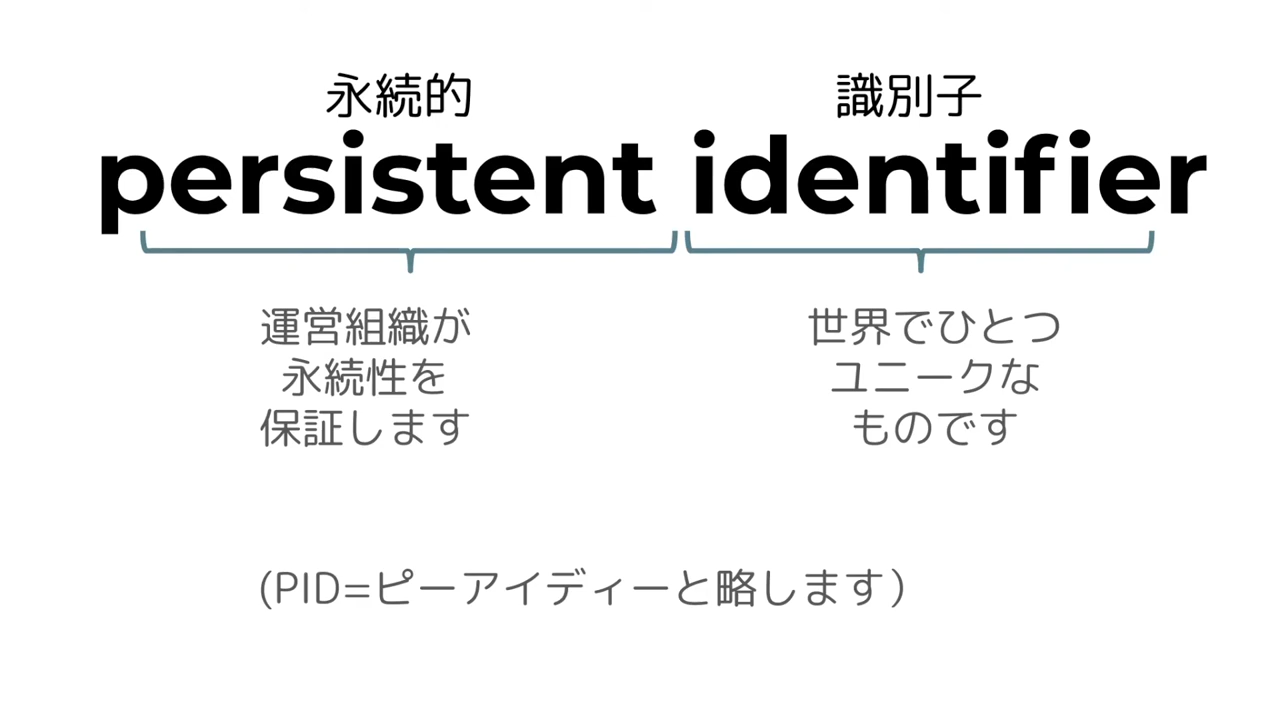 永続的 識別子
persistent identifier
運営組織が
永続性を
保証します
世界でひとつ
ユニークな
ものです
(PID=ピーアイディーと略します）